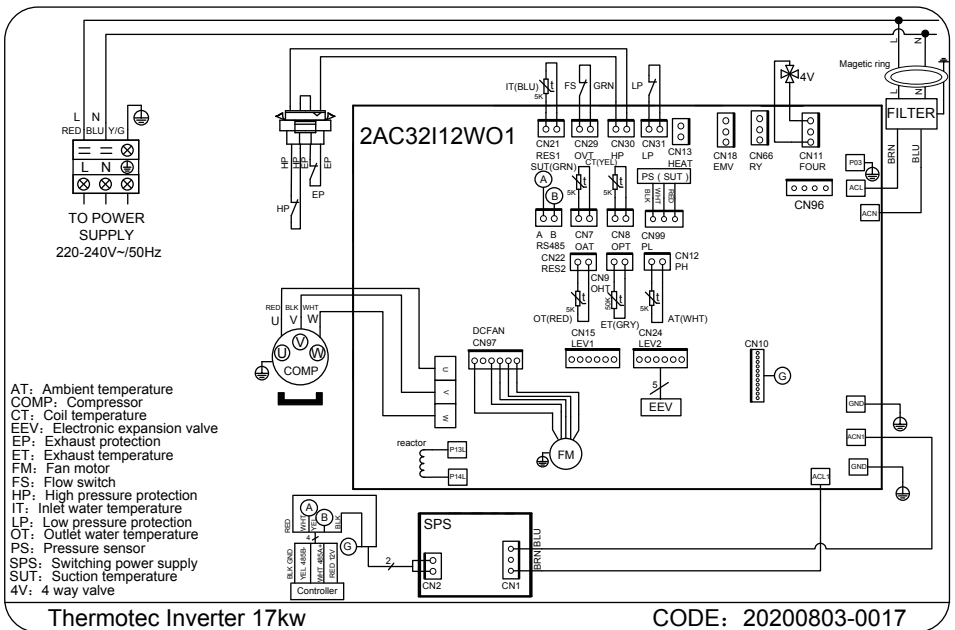 L
N
L
N
Magetic ring
L
N
FILTER
BRN
BLU
4V
IT(BLU)
5K
FS
GRN
LP
2AC32I12WO1
CN21
RES1
CN29
OVT
CN30
HP
CN31
LP
CN13
HEAT
CN18
EMV
CN66
RY
CN11
FOUR
CN96
P03
ACL
ACN
SUT(GRN)
CT(YEL)
PS ( SUT )
BLK
WHT
RED
A
B
5K
5K
A B
RS485
CN7
OAT
CN8
OPT
CN99
PL
CN22
RES2
CN9
OHT
CN12
PH
5K
50K
5K
OT(RED)
ET(GRY)
AT(WHT)
L N
RED BLU Y/G
L N
TO POWER
SUPPLY
220-240V~/50Hz
HP
HP
EP
EP
HP
EP
RED BLK WHT
U V W
U V W
COMP
DCFAN
CN97
CN15
LEV1
CN24
LEV2
CN10
5
EEV
G
U
V
W
FM
reactor
P13L
P14L
GND
ACN1
GND
ACL1
AT: Ambient temperature
COMP: Compressor
CT: Coil temperature
EEV: Electronic expansion valve
EP: Exhaust protection
ET: Exhaust temperature
FM: Fan motor
FS: Flow switch
HP: High pressure protection
IT: Inlet water temperature
LP: Low pressure protection
OT: Outlet water temperature
PS: Pressure sensor
SPS: Switching power supply
SUT: Suction temperature
4V: 4 way valve
RED
WHT
YEL
BLK
A
B
4
G
BLK GND
YEL 485B-
WHT 485A+
RED 12V
Controller
2
SPS
CN2
CN1
BLU
BRN
Thermotec Inverter 17kw
CODE: 20200803-0017